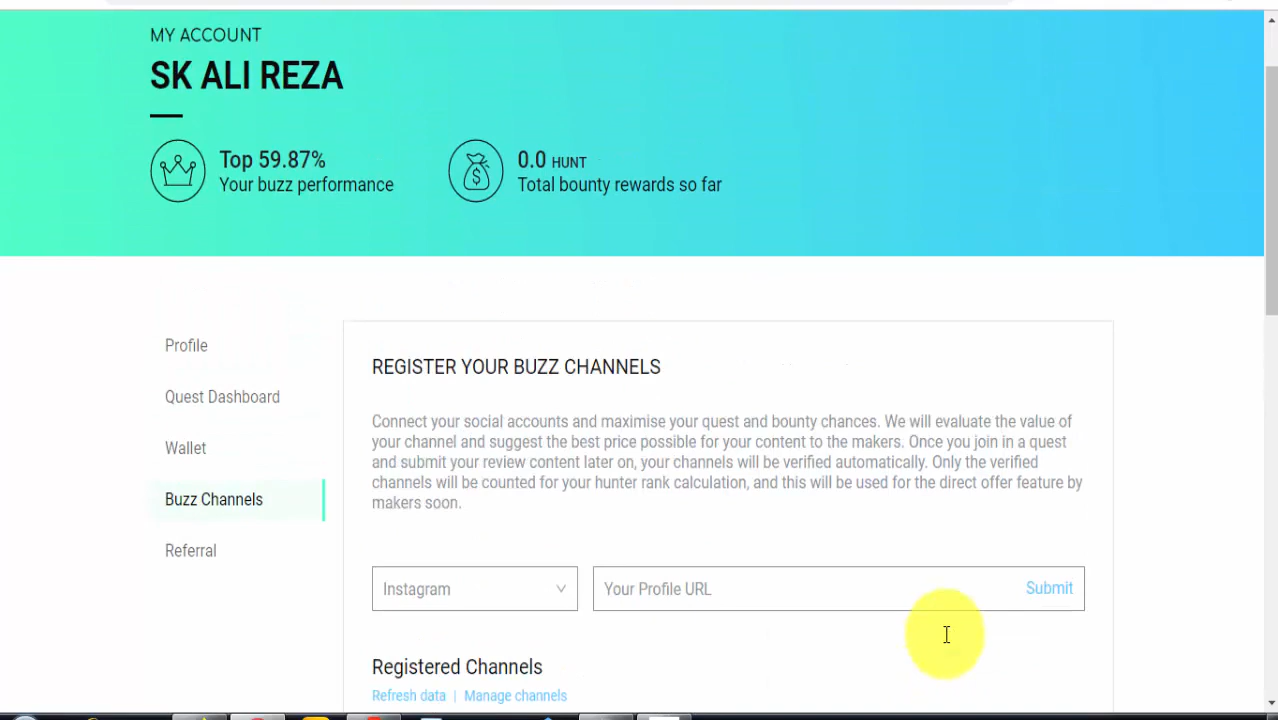 MY ACCOUNT
SK ALI REZA
Top 59.87%
Your buzz performance
0.0 HUNT
Total bounty rewards so far
Profile
Quest Dashboard
Wallet
Buzz Channels
Referral
REGISTER YOUR BUZZ CHANNELS
Connect your social accounts and maximise your quest and bounty chances. We will evaluate the value of
your channel and suggest the best price possible for your content to the makers. Once you join in a quest
and submit your review content later on, your channels will be verified automatically. Only the verified
channels will be counted for your hunter rank calculation, and this will be used for the direct offer feature by
makers soon.
Instagram
Your Profile URL
Submit
Registered Channels
Refresh data | Manage channels